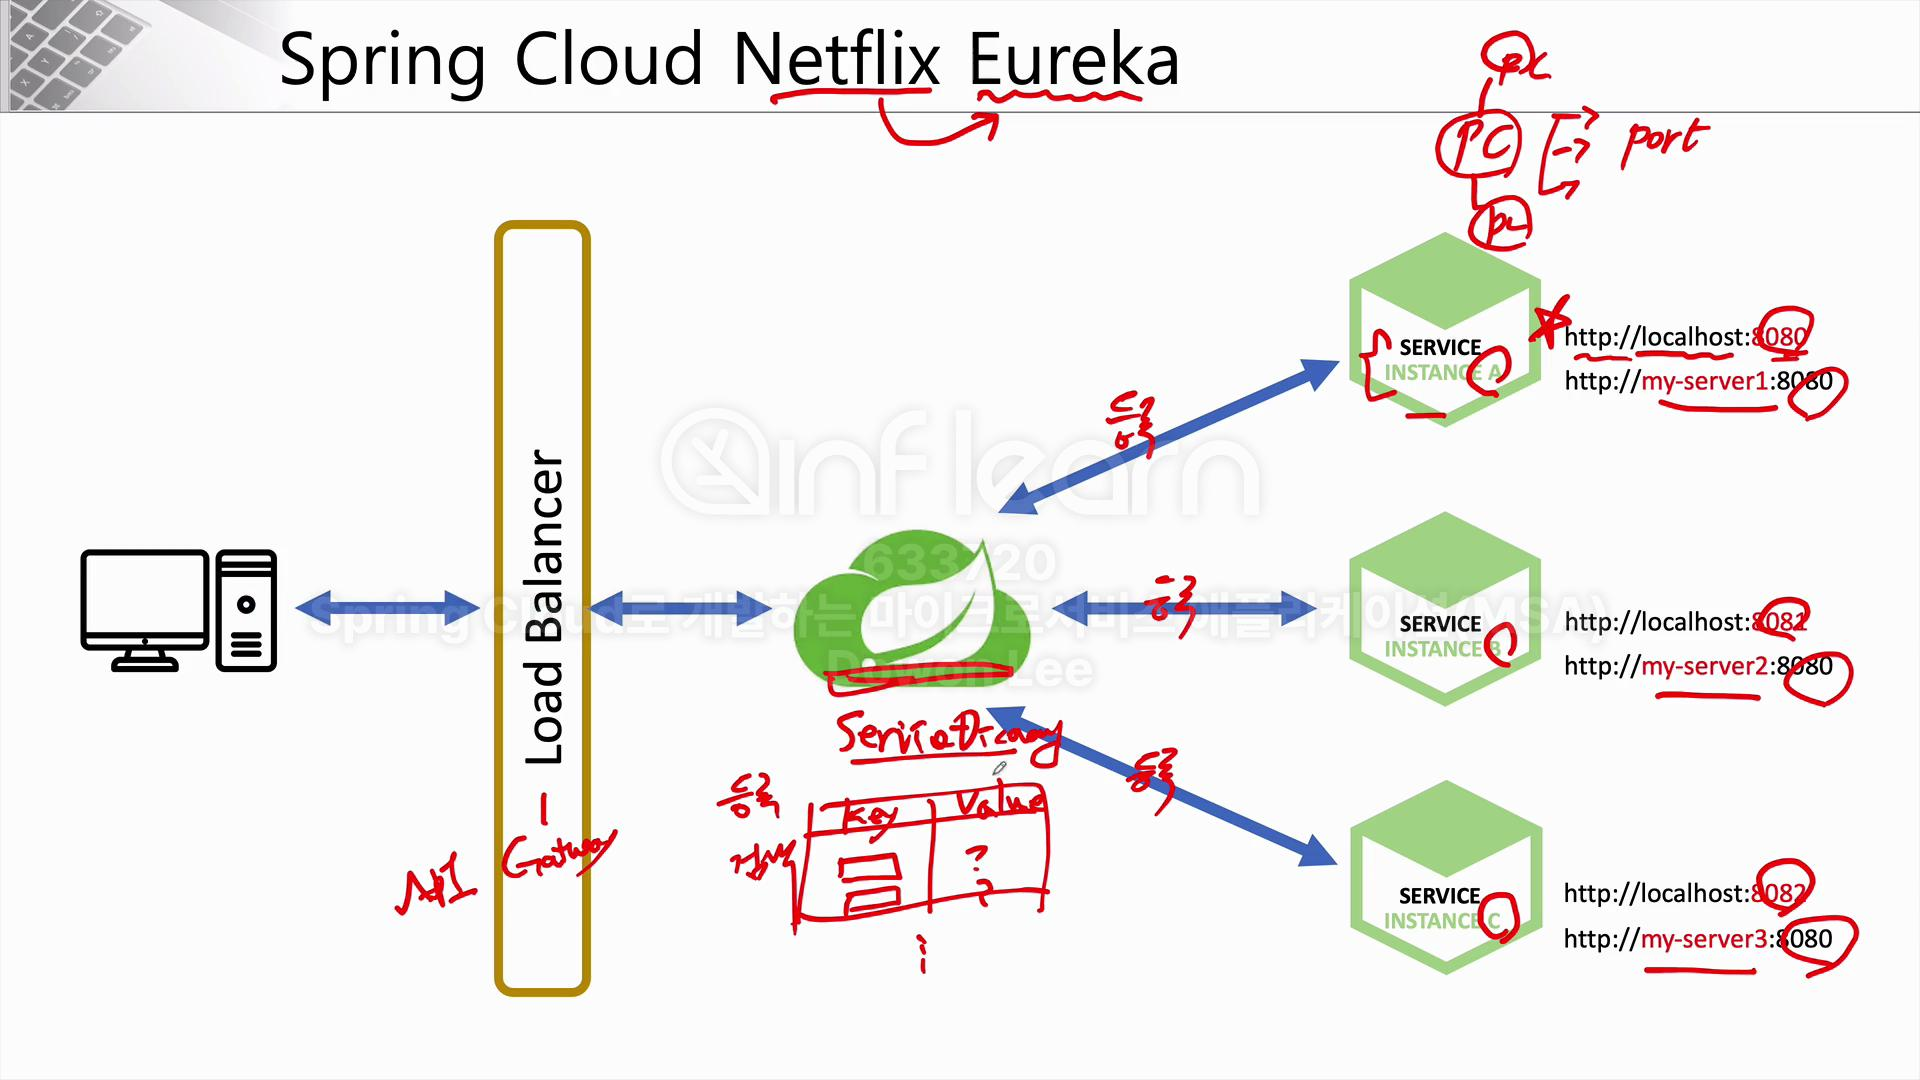 Spring Cloud Netflix Eureka
PC
PC
port
PC
SERVICE
INSTANCE A
http://localhost:8080
http://my-server1:8080
등록
inflearn
633720
Spring Cloud로 개발하는 마이크로서비스 애플리케이션(MSA)
Dowon Lee
Load Balancer
등록
SERVICE
INSTANCE B
http://localhost:8081
http://my-server2:8080
등록
Key Value
? 
?
등록
API Gateway
SERVICE
INSTANCE C
http://localhost:8082
http://my-server3:8080